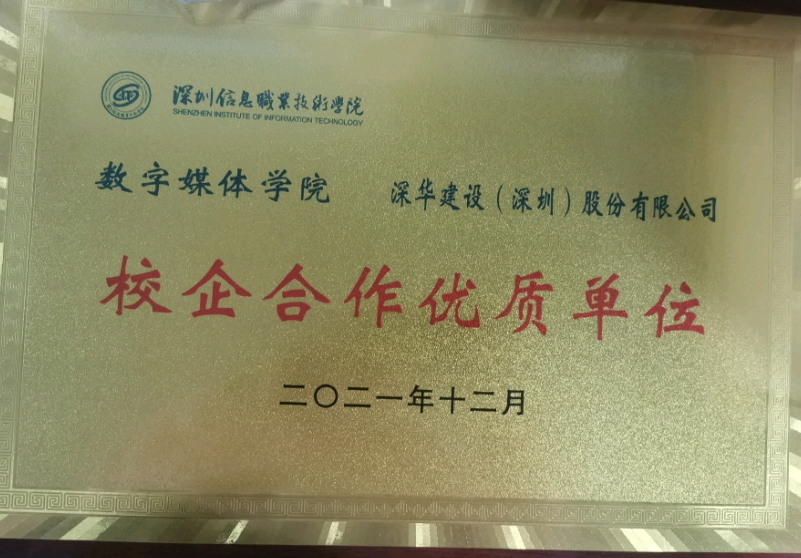 深圳信息職業技術學院
SHENZHEN INSTITUTE OF INFORMATION TECHNOLOGY
数字媒体学院 深华建设（深圳）股份有限公司
校企合作优质单位
二〇二一年十二月